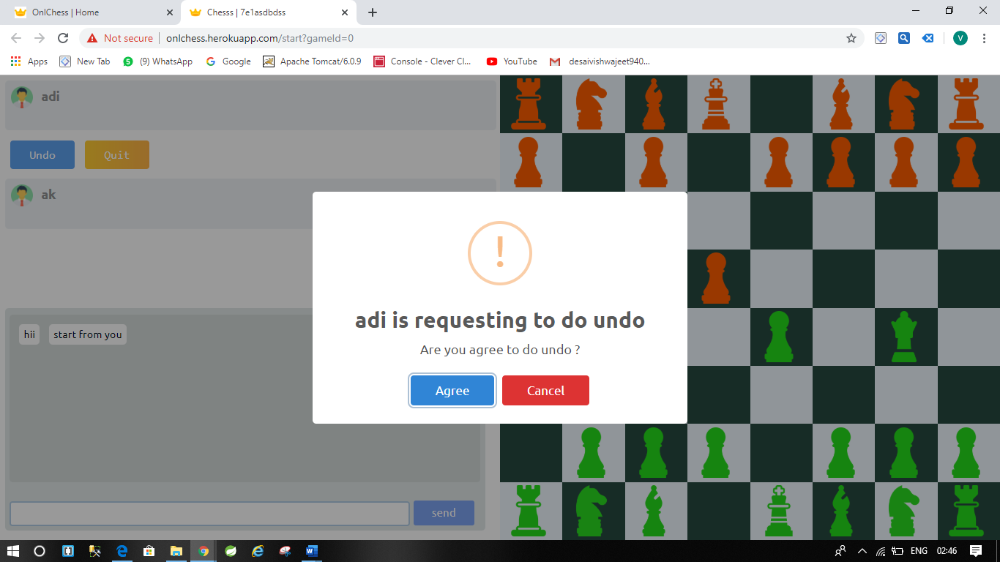 OnlChess | Home
Chesss | 7e1asdbdss
Not secure | onlchess.herokuapp.com/start?gameId=0
V
Apps New Tab (9) WhatsApp Google Apache Tomcat/6.0.9 Console - Clever Cl... YouTube desaivishwajeet940...
adi
Undo Quit
ak
!
adi is requesting to do undo
Are you agree to do undo ?
Agree Cancel
hii start from you
send
ENG 02:46